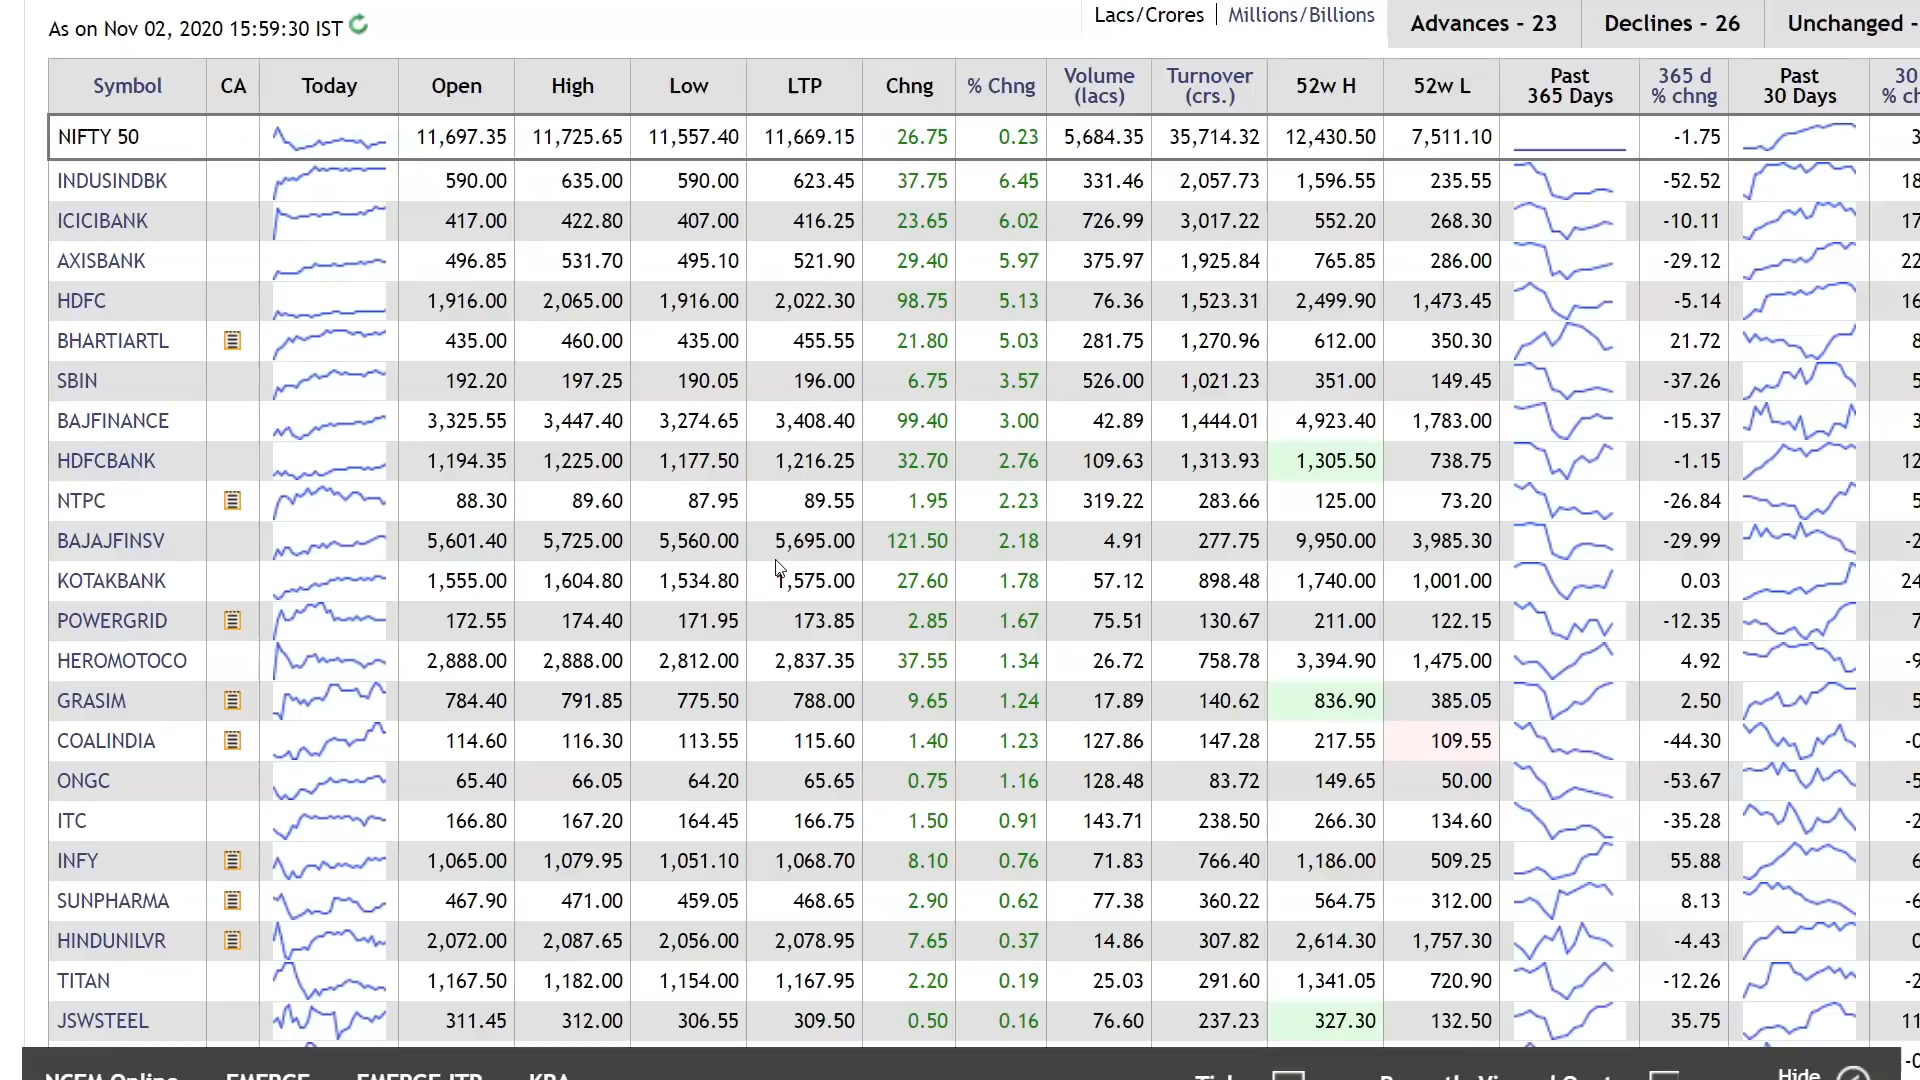 As on Nov 02, 2020 15:59:30 IST
Lacs/Crores | Millions/Billions
Advances - 23 Declines - 26 Unchanged -
Symbol CA Today Open High Low LTP Chng % Chng Volume (lacs) Turnover (crs.) 52w H 52w L Past 365 Days 365 d % chng Past 30 Days 30
NIFTY 50 11,697.35 11,725.65 11,557.40 11,669.15 26.75 0.23 5,684.35 35,714.32 12,430.50 7,511.10 -1.75 3
INDUSINDBK 590.00 635.00 590.00 623.45 37.75 6.45 331.46 2,057.73 1,596.55 235.55 -52.52 18
ICICIBANK 417.00 422.80 407.00 416.25 23.65 6.02 726.99 3,017.22 552.20 268.30 -10.11 17
AXISBANK 496.85 531.70 495.10 521.90 29.40 5.97 375.97 1,925.84 765.85 286.00 -29.12 22
HDFC 1,916.00 2,065.00 1,916.00 2,022.30 98.75 5.13 76.36 1,523.31 2,499.90 1,473.45 -5.14 16
BHARTIARTL 435.00 460.00 435.00 455.55 21.80 5.03 281.75 1,270.96 612.00 350.30 21.72 8
SBIN 192.20 197.25 190.05 196.00 6.75 3.57 526.00 1,021.23 351.00 149.45 -37.26 5
BAJFINANCE 3,325.55 3,447.40 3,274.65 3,408.40 99.40 3.00 42.89 1,444.01 4,923.40 1,783.00 -15.37 3
HDFCBANK 1,194.35 1,225.00 1,177.50 1,216.25 32.70 2.76 109.63 1,313.93 1,305.50 738.75 -1.15 12
NTPC 88.30 89.60 87.95 89.55 1.95 2.23 319.22 283.66 125.00 73.20 -26.84 5
BAJAJFINSV 5,601.40 5,725.00 5,560.00 5,695.00 121.50 2.18 4.91 277.75 9,950.00 3,985.30 -29.99 -2
KOTAKBANK 1,555.00 1,604.80 1,534.80 1,575.00 27.60 1.78 57.12 898.48 1,740.00 1,001.00 0.03 24
POWERGRID 172.55 174.40 171.95 173.85 2.85 1.67 75.51 130.67 211.00 122.15 -12.35 7
HEROMOTOCO 2,888.00 2,888.00 2,812.00 2,837.35 37.55 1.34 26.72 758.78 3,394.90 1,475.00 4.92 -9
GRASIM 784.40 791.85 775.50 788.00 9.65 1.24 17.89 140.62 836.90 385.05 2.50 5
COALINDIA 114.60 116.30 113.55 115.60 1.40 1.23 127.86 147.28 217.55 109.55 -44.30 -0
ONGC 65.40 66.05 64.20 65.65 0.75 1.16 128.48 83.72 149.65 50.00 -53.67 -5
ITC 166.80 167.20 164.45 166.75 1.50 0.91 143.71 238.50 266.30 134.60 -35.28 -2
INFY 1,065.00 1,079.95 1,051.10 1,068.70 8.10 0.76 71.83 766.40 1,186.00 509.25 55.88 6
SUNPHARMA 467.90 471.00 459.05 468.65 2.90 0.62 77.38 360.22 564.75 312.00 8.13 -6
HINDUNILVR 2,072.00 2,087.65 2,056.00 2,078.95 7.65 0.37 14.86 307.82 2,614.30 1,757.30 -4.43 0
TITAN 1,167.50 1,182.00 1,154.00 1,167.95 2.20 0.19 25.03 291.60 1,341.05 720.90 -12.26 -2
JSWSTEEL 311.45 312.00 306.55 309.50 0.50 0.16 76.60 237.23 327.30 132.50 35.75 11
-0
EMERGE Hide